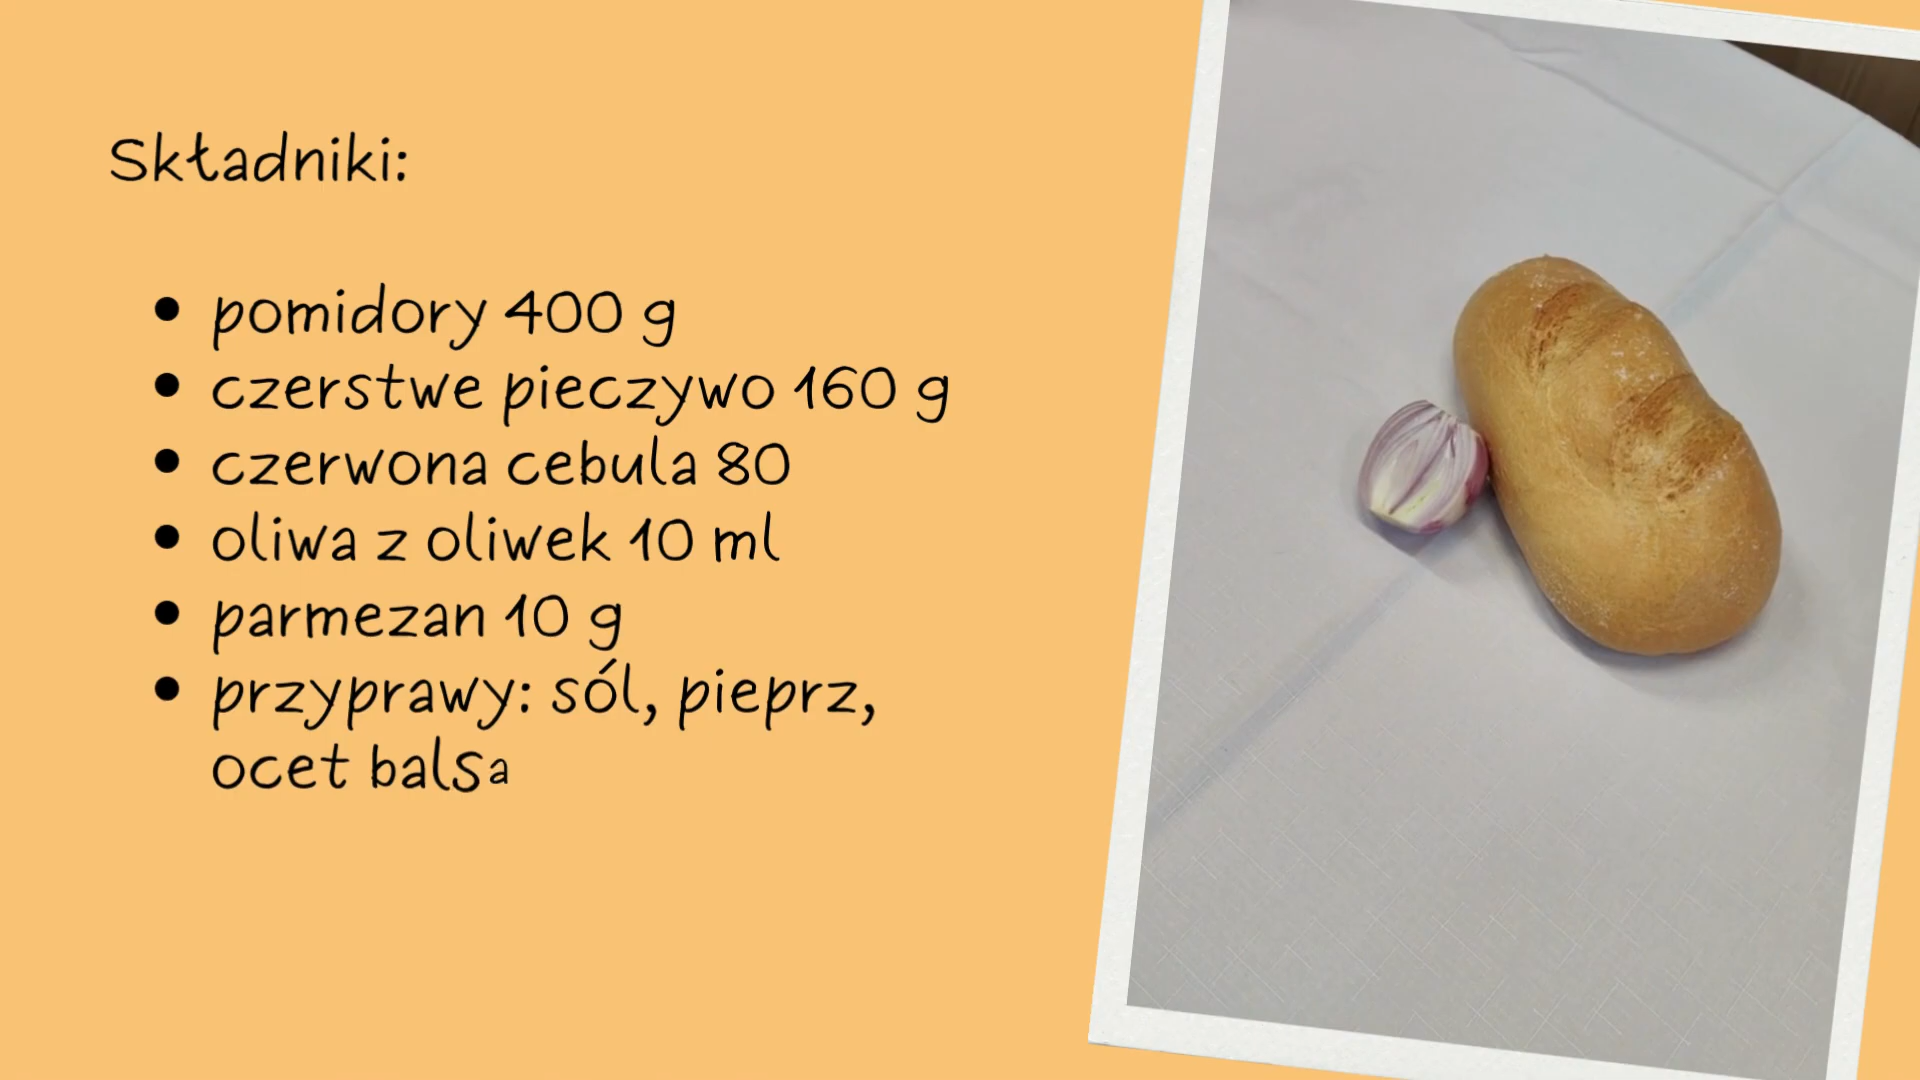 Składniki:
pomidory 400 g
czerstwe pieczywo 160 g
czerwona cebula 80
oliwa z oliwek 10 ml
parmezan 10 g
przyprawy: sól, pieprz,
ocet balsa